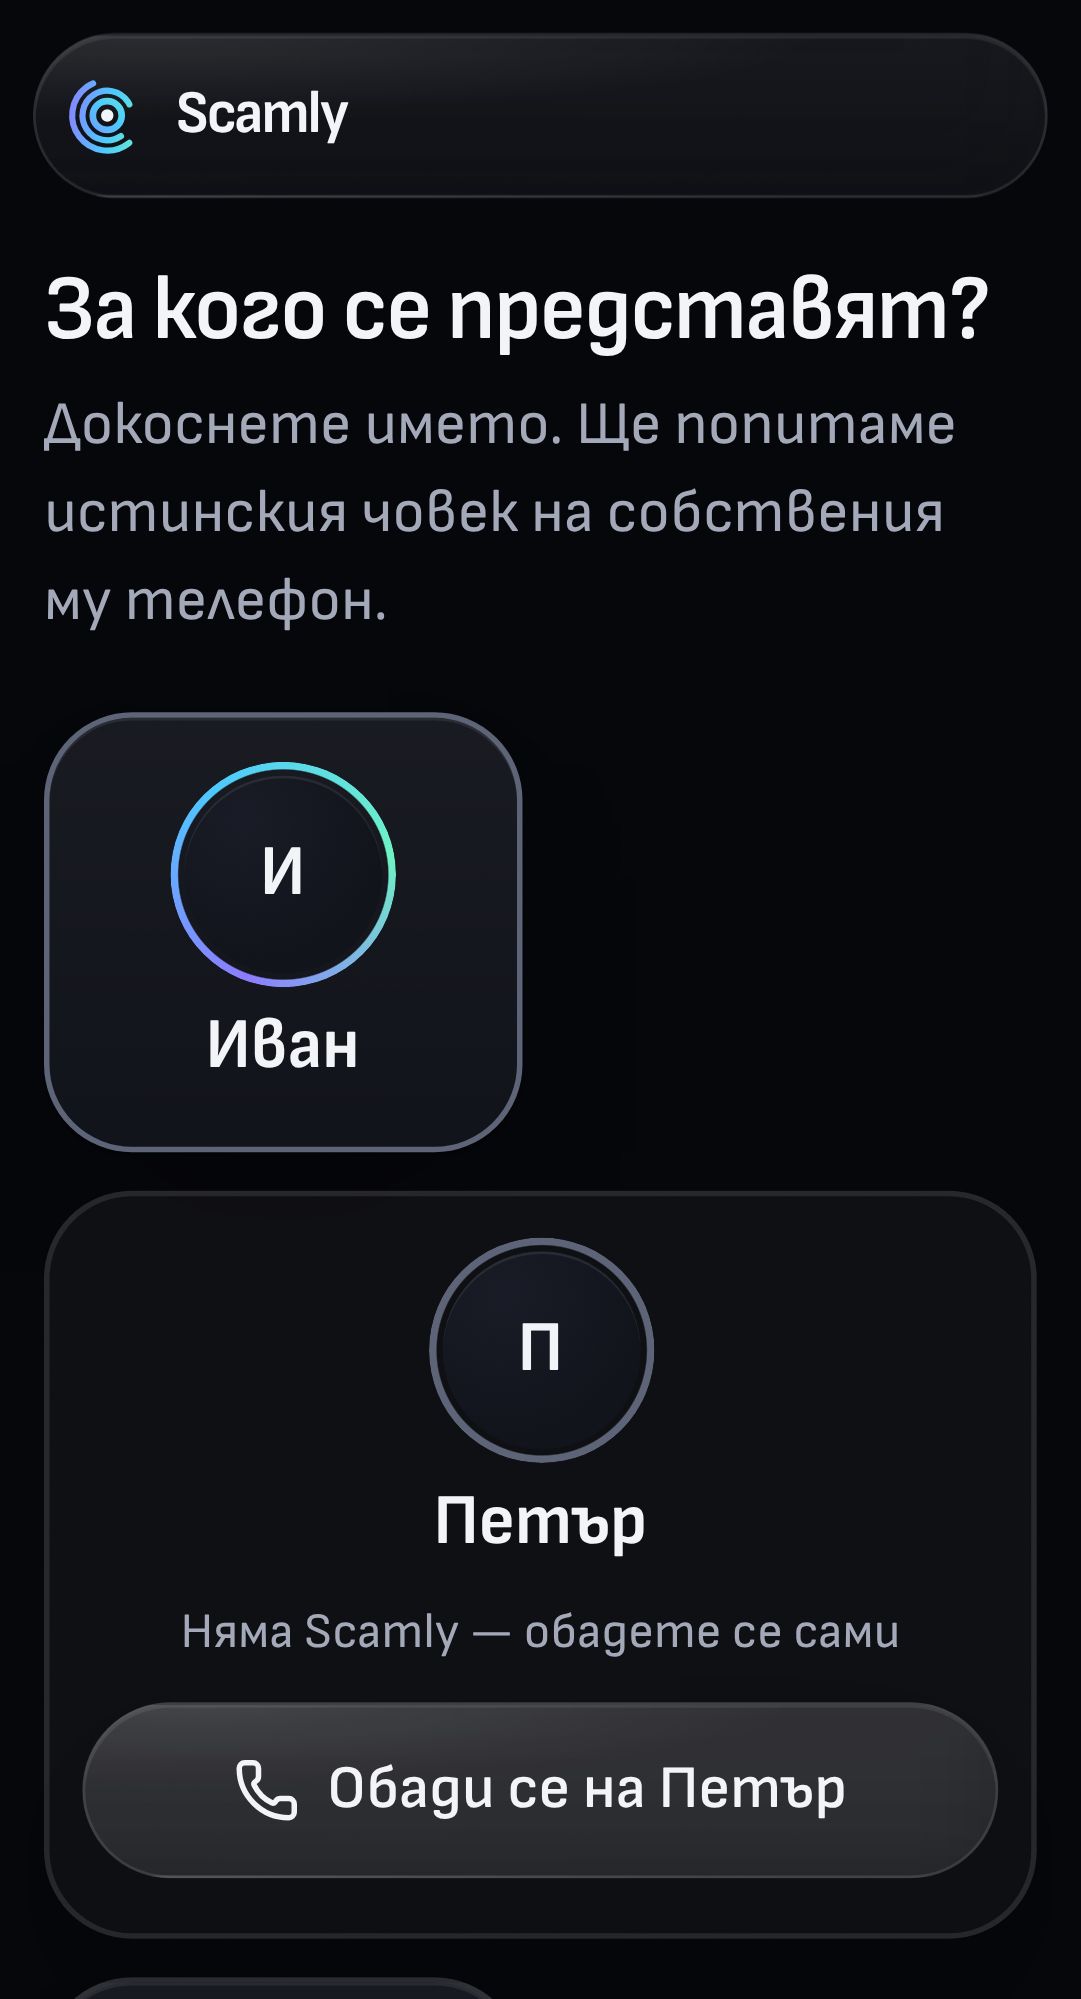 Scamly
За кого се представят?
Докоснете името. Ще попитаме
истинския човек на собствения
му телефон.
И
Иван
П
Петър
Няма Scamly — обадете се сами
Обади се на Петър